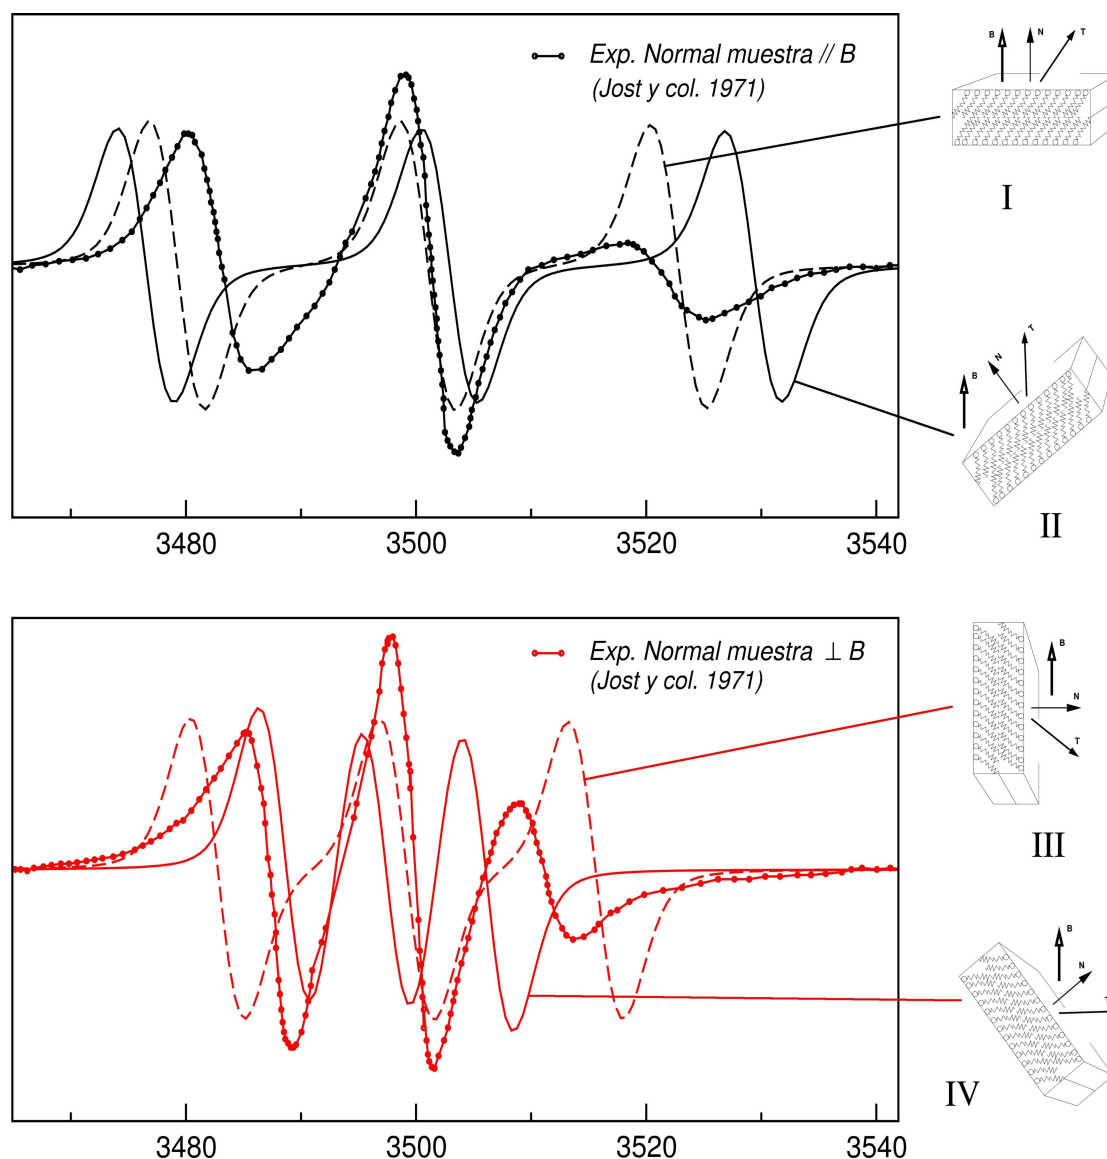 Exp. Normal muestra // B
(Jost y col. 1971)
B
N
T
I
B
N
T
II
3480
3500
3520
3540
Exp. Normal muestra ⊥ B
(Jost y col. 1971)
B
N
T
III
B
N
T
IV
3480
3500
3520
3540